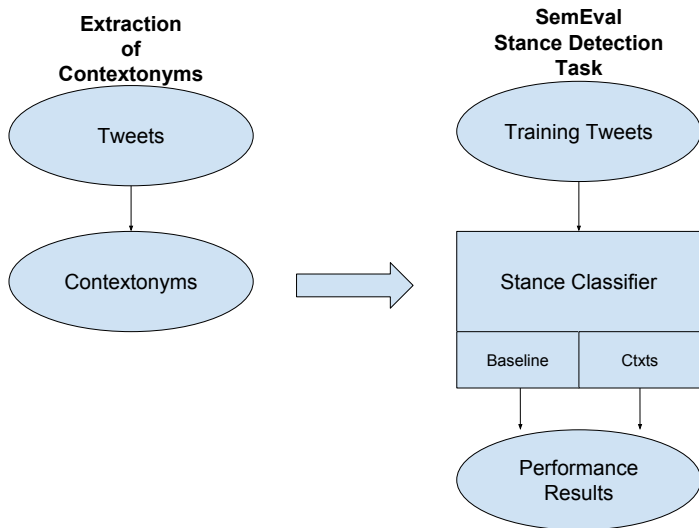 Extraction
of
Contextonyms
Tweets
Contextonyms
SemEval
Stance Detection
Task
Training Tweets
Stance Classifier
Baseline
Ctxts
Performance
Results